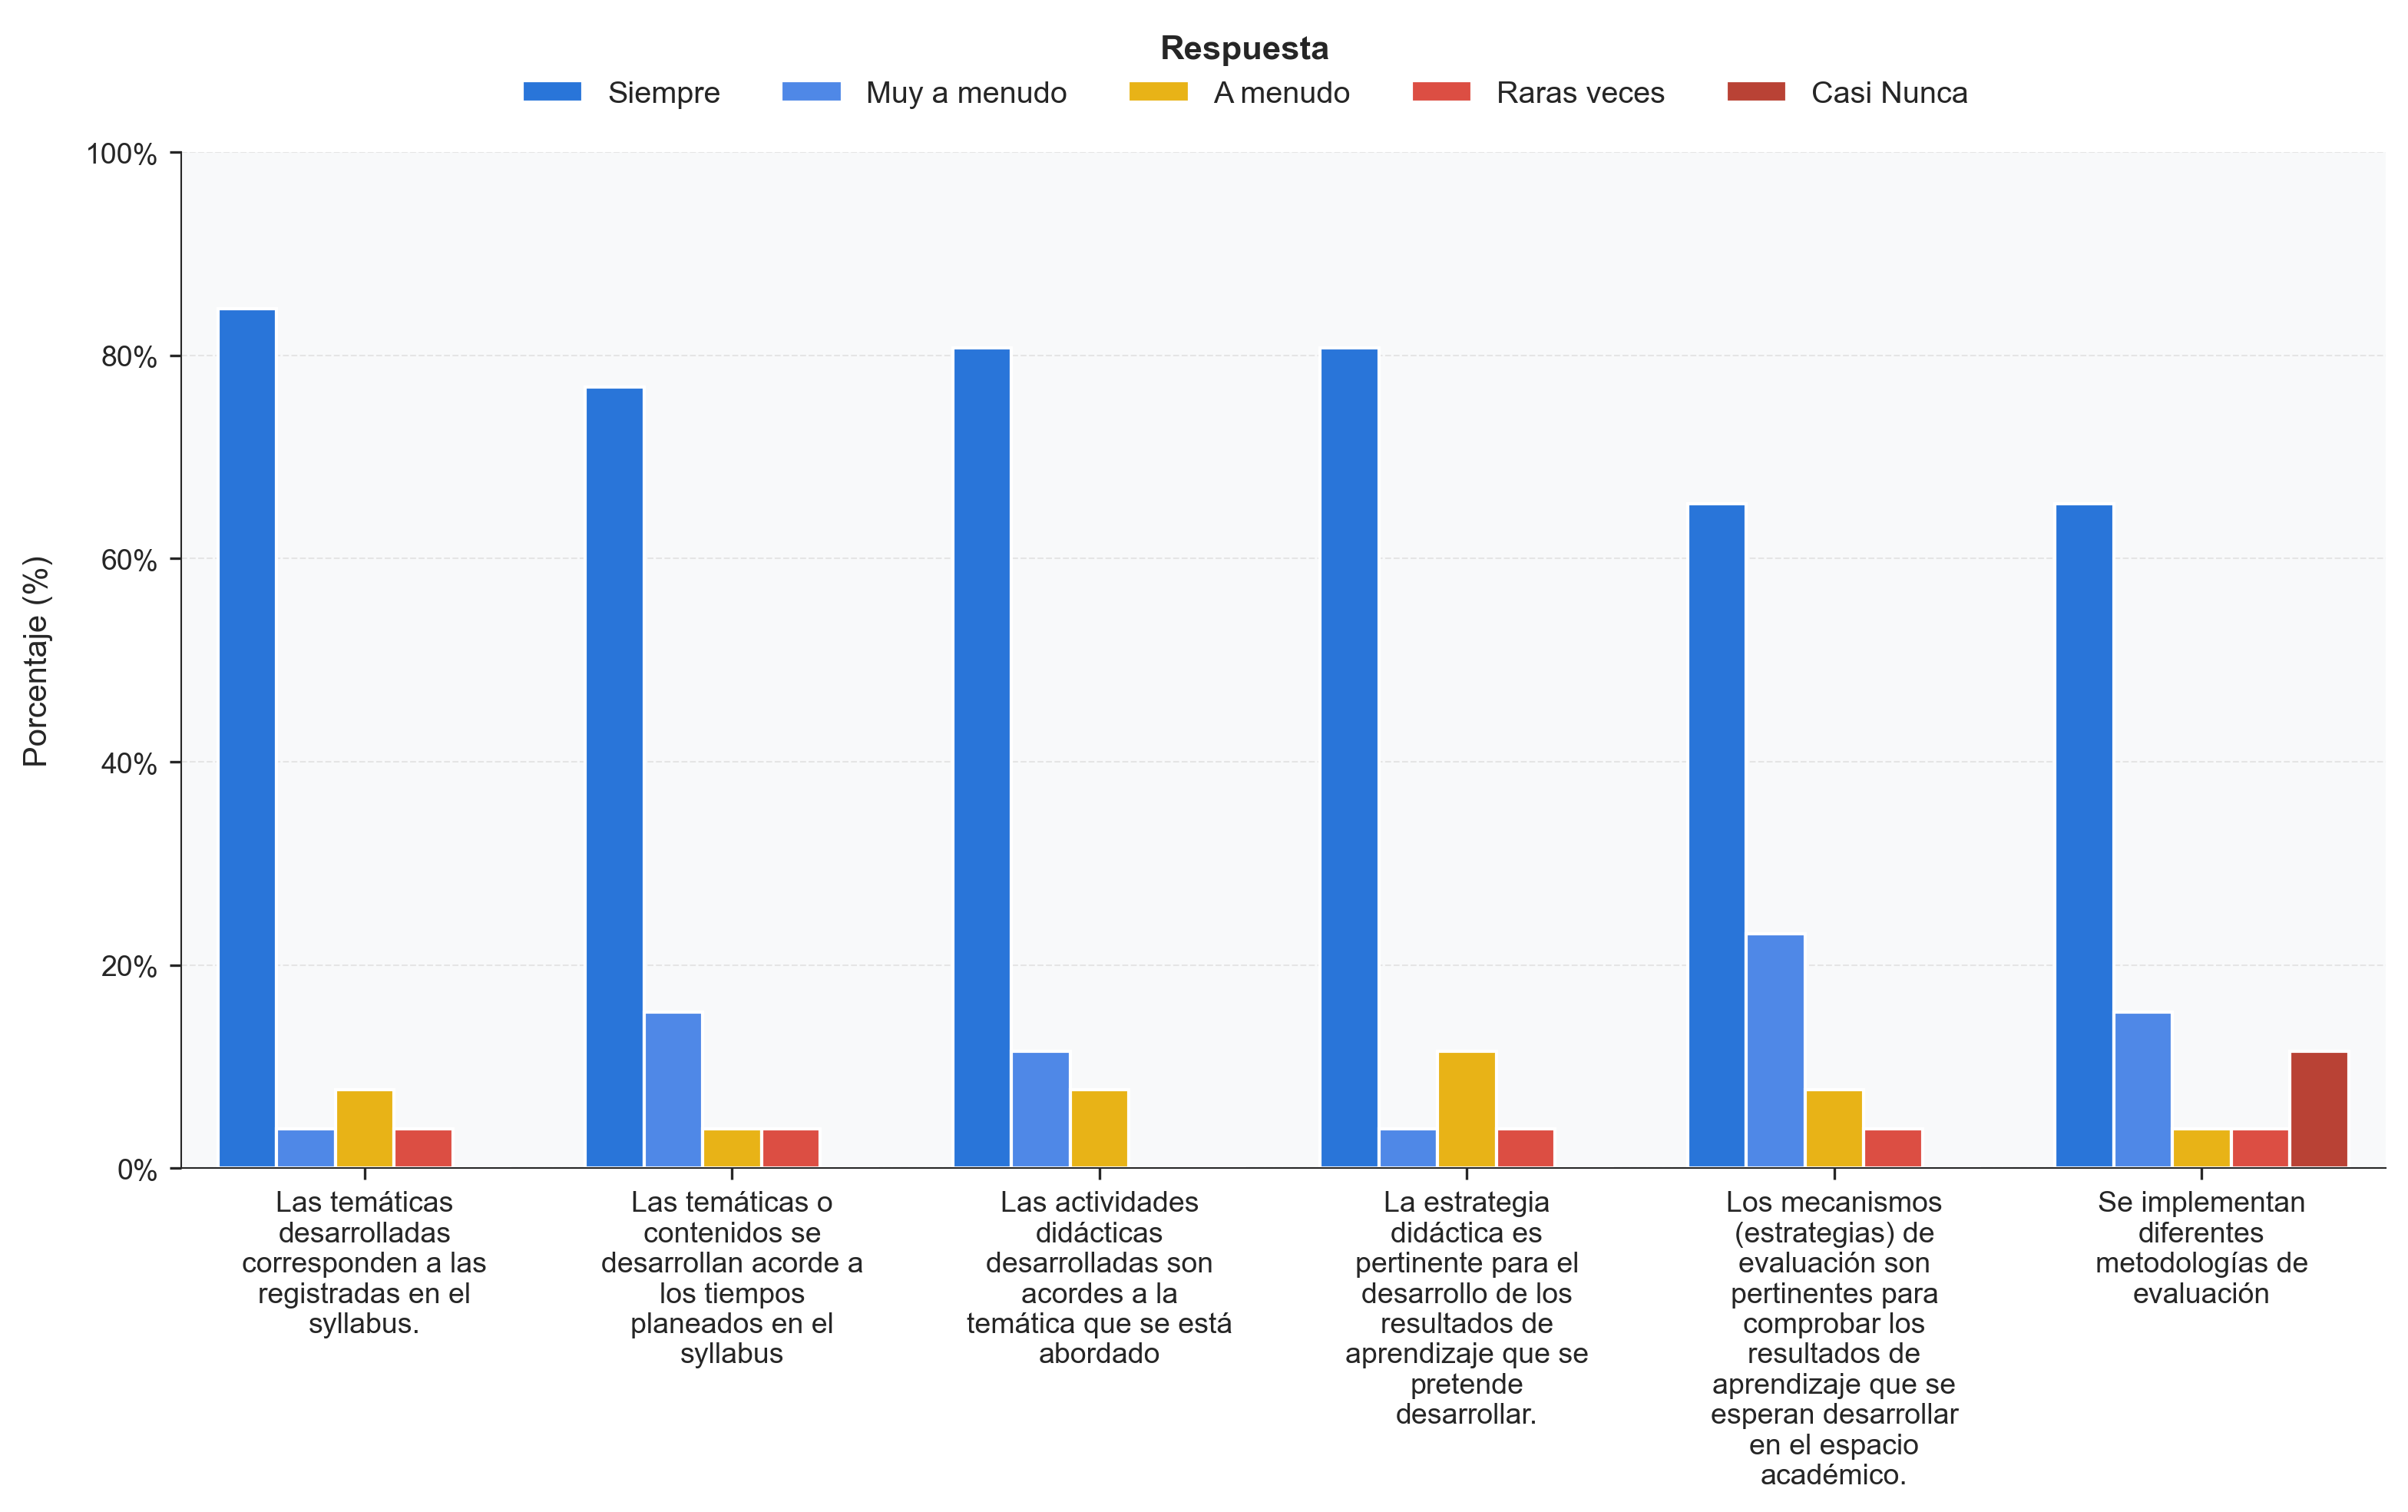 Respuesta
Siempre
Muy a menudo
A menudo
Raras veces
Casi Nunca
100%
80%
60%
40%
20%
0%
Porcentaje (%)
Las temáticas
desarrolladas
corresponden a las
registradas en el
syllabus.
Las temáticas o
contenidos se
desarrollan acorde a
los tiempos
planeados en el
syllabus
Las actividades
didácticas
desarrolladas son
acordes a la
temática que se está
abordado
La estrategia
didáctica es
pertinente para el
desarrollo de los
resultados de
aprendizaje que se
pretende
desarrollar.
Los mecanismos
(estrategias) de
evaluación son
pertinentes para
comprobar los
resultados de
aprendizaje que se
esperan desarrollar
en el espacio
académico.
Se implementan
diferentes
metodologías de
evaluación